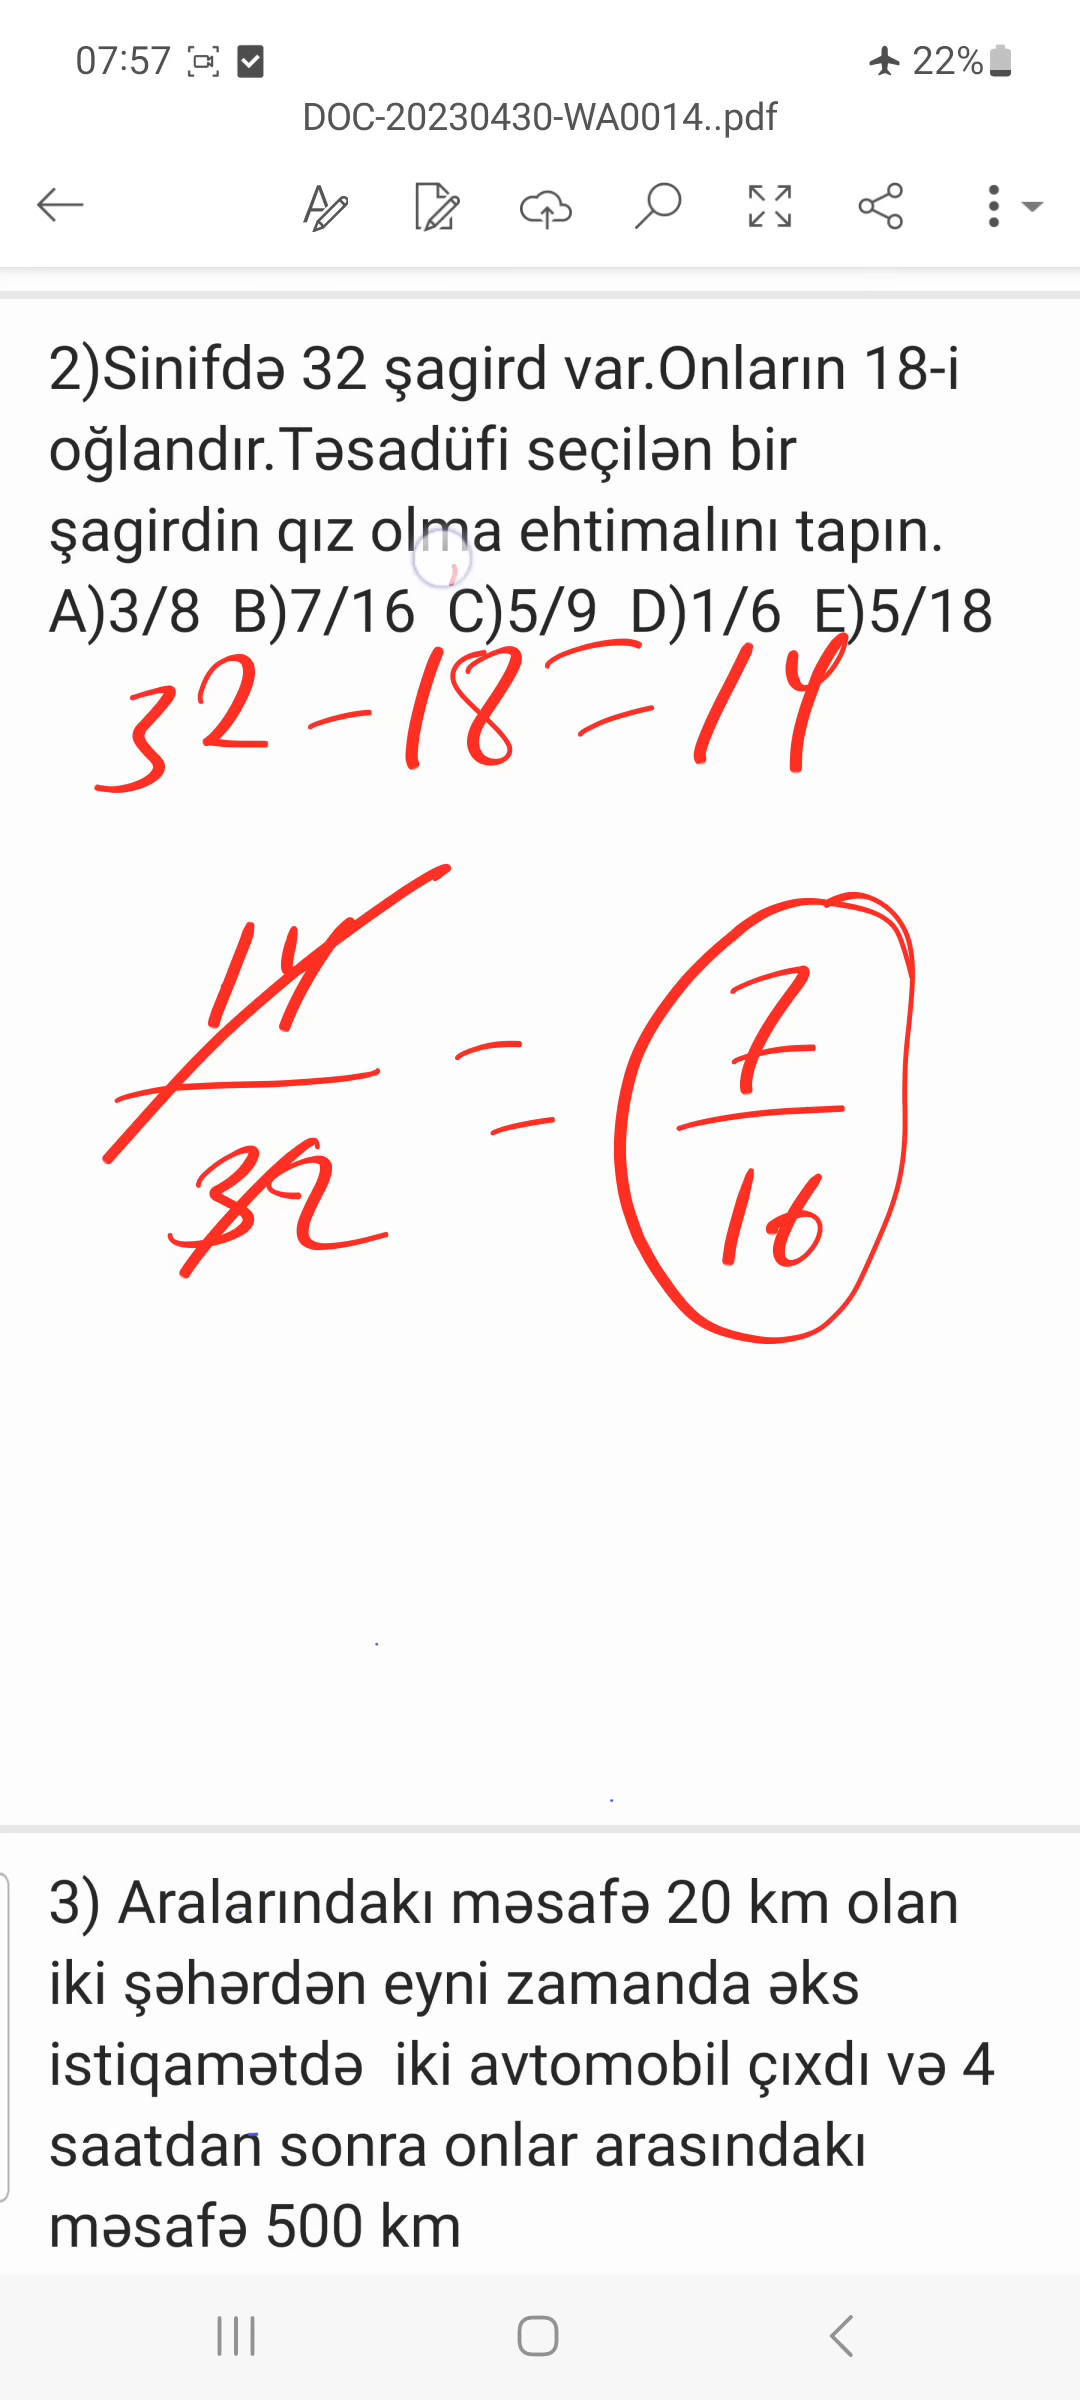 07:57
22%
DOC-20230430-WA0014..pdf
2)Sinifdə 32 şagird var.Onların 18-i
oğlandır.Təsadüfi seçilən bir
şagirdin qız olma ehtimalını tapın.
A)3/8 B)7/16 C)5/9 D)1/6 E)5/18
32-18=14
14
=
7
32
16
3) Aralarındakı məsafə 20 km olan
iki şəhərdən eyni zamanda əks
istiqamətdə iki avtomobil çıxdı və 4
saatdan sonra onlar arasındakı
məsafə 500 km